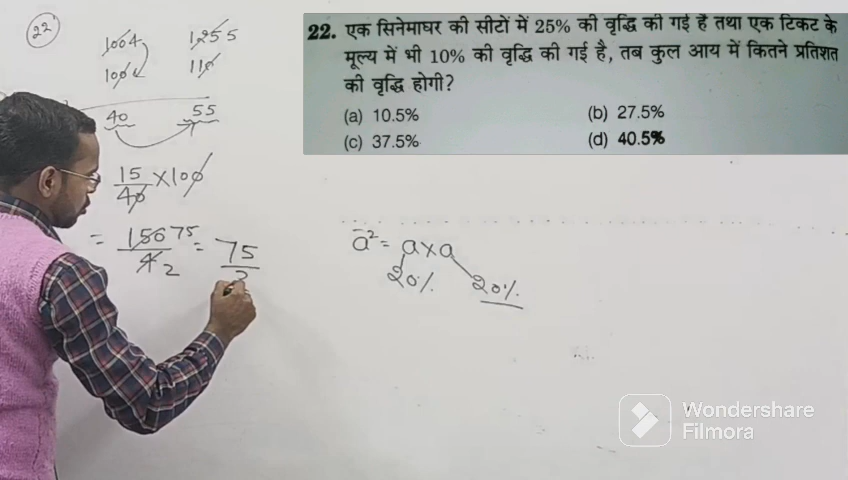 22. एक सिनेमाघर की सीटों में 25% की वृद्धि की गई है तथा एक टिकट के
मूल्य में भी 10% की वृद्धि की गई है, तब कुल आय में कितने प्रतिशत
की वृद्धि होगी?
(a) 10.5% (b) 27.5%
(c) 37.5% (d) 40.5%
22
100 4 125 5
100 110
40 55
15/40 × 100
= 150/4 75/2 = 75/2
a² = a × a
20% 20%
Wondershare
Filmora